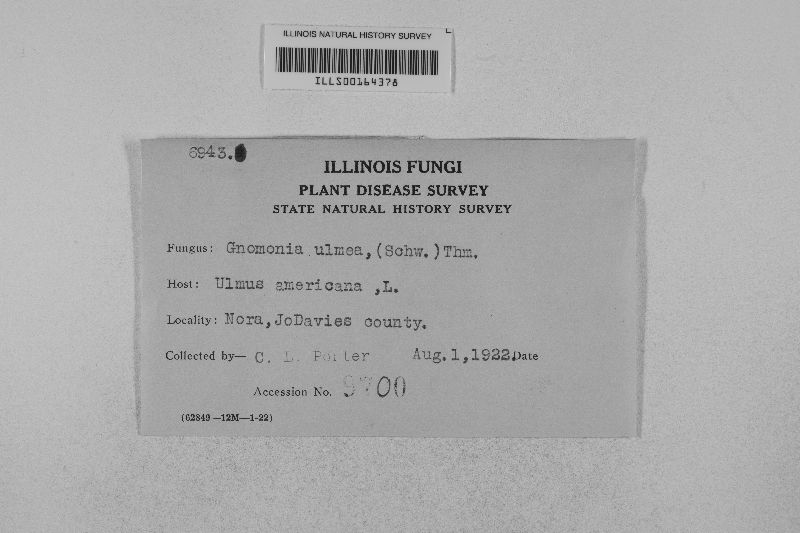 ILLINOIS NATURAL HISTORY SURVEY
ILLS00164378
6943.
ILLINOIS FUNGI
PLANT DISEASE SURVEY
STATE NATURAL HISTORY SURVEY
Fungus: Gnomonia ulmea, (Schw.) Thm.
Host: Ulmus americana ,L.
Locality: Nora, JoDavies county.
Collected by— C. L. Porter Aug. 1, 1922. Date
Accession No. 9700
(62849—12M—1-22)